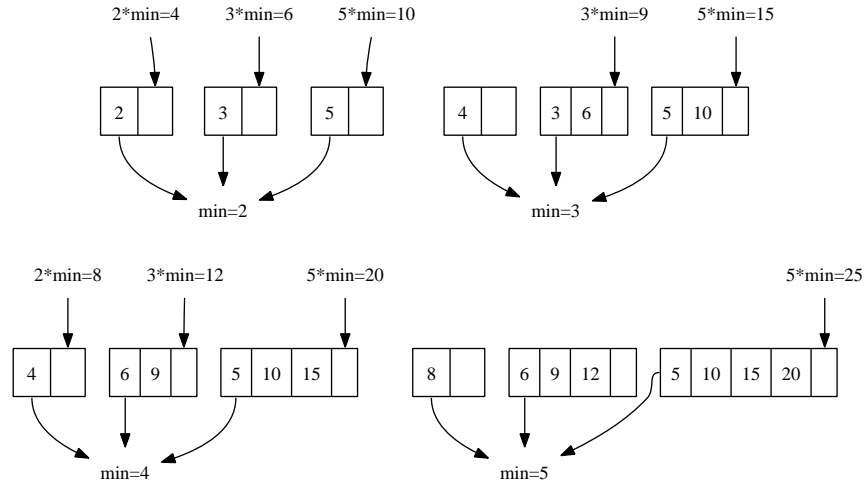 2*min=4 3*min=6 5*min=10 3*min=9 5*min=15
2 3 5 4 3 6 5 10
min=2 min=3
2*min=8 3*min=12 5*min=20 5*min=25
4 6 9 5 10 15 8 6 9 12 5 10 15 20
min=4 min=5